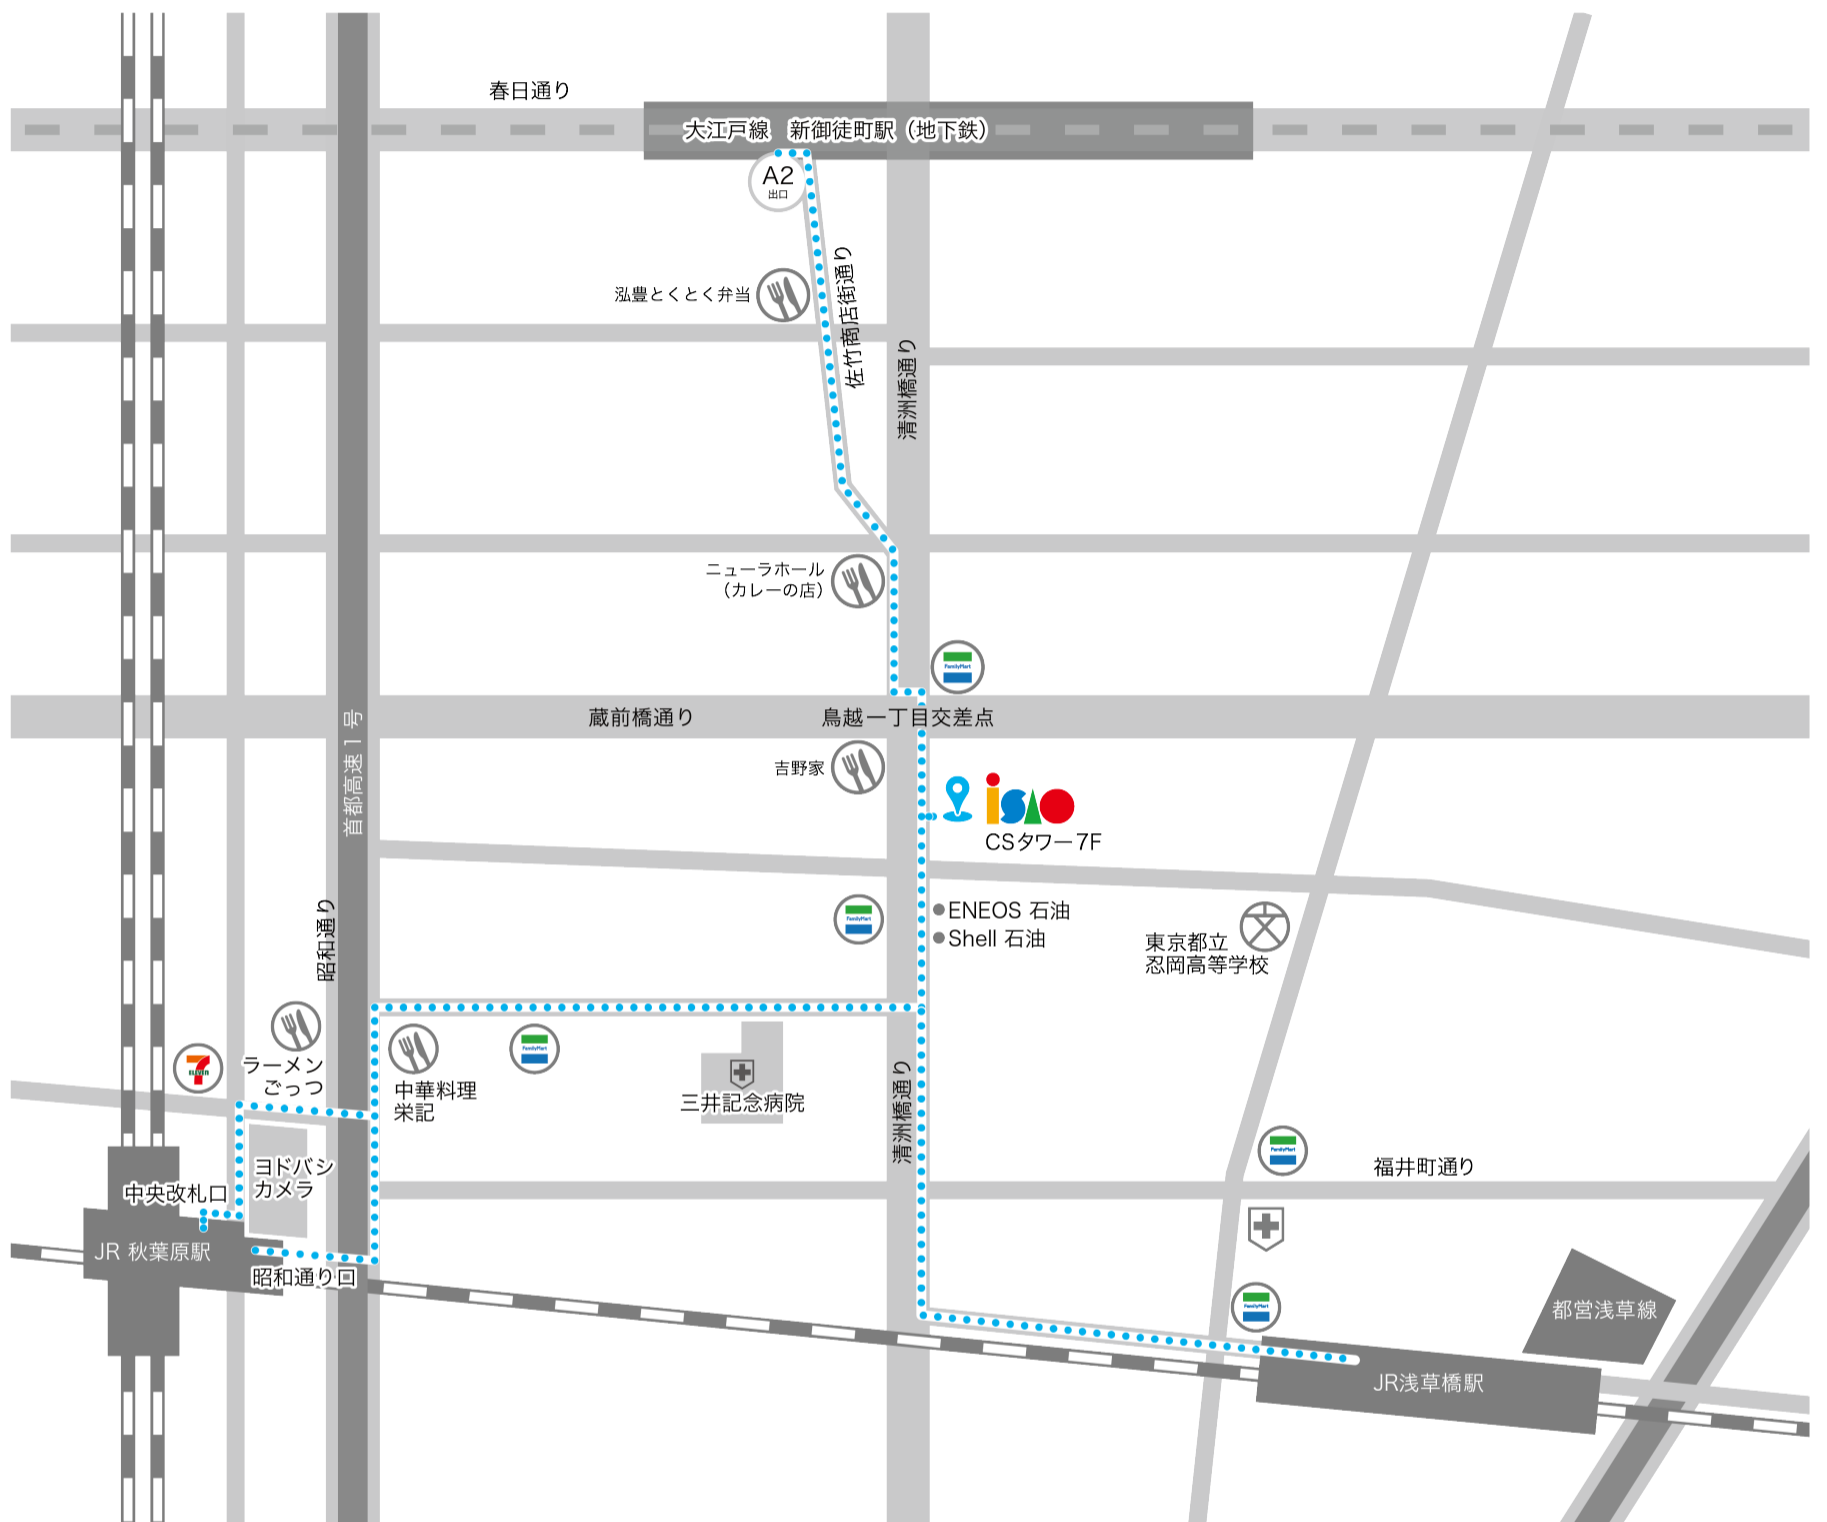 春日通り
大江戸線　新御徒町駅（地下鉄）
A2
出口
泓豊とくとく弁当
佐竹商店街通り
清洲橋通り
ニューラホール
（カレーの店）
FamilyMart
首都高速1号
蔵前橋通り
鳥越一丁目交差点
吉野家
isao
CSタワー7F
昭和通り
FamilyMart
ENEOS 石油
Shell 石油
東京都立
忍岡高等学校
7
ELEVEN
ラーメン
ごっつ
中華料理
栄記
FamilyMart
三井記念病院
清洲橋通り
FamilyMart
福井町通り
ヨドバシ
カメラ
中央改札口
JR 秋葉原駅
昭和通り口
FamilyMart
都営浅草線
JR浅草橋駅